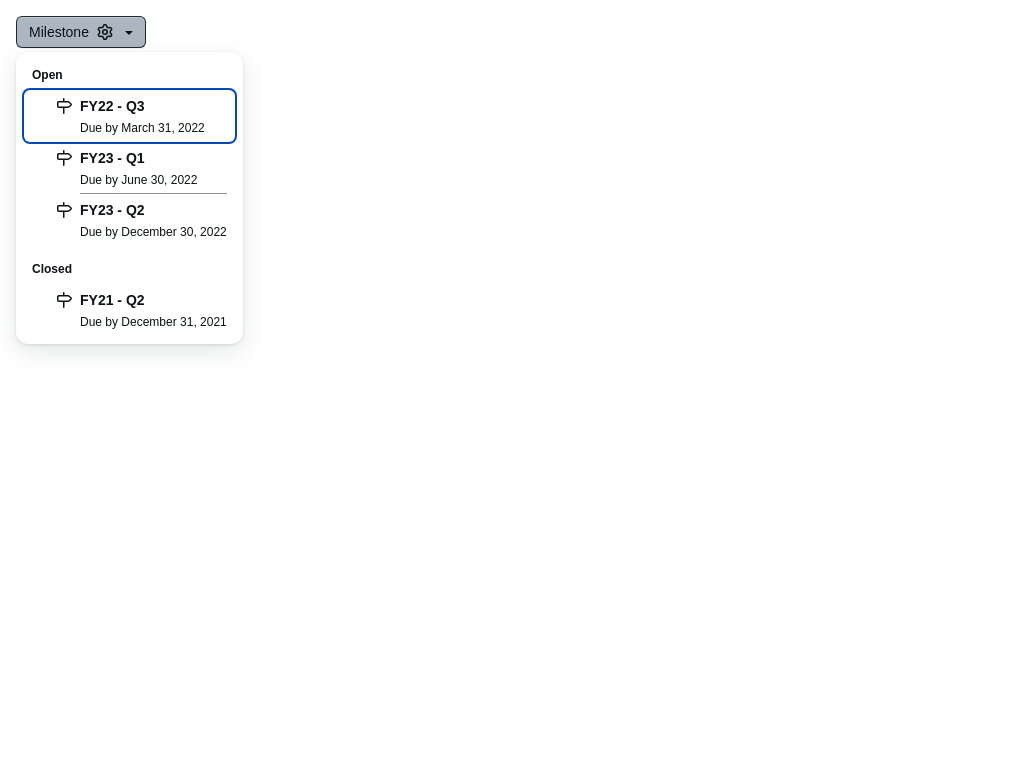 Milestone
Open
FY22 - Q3
Due by March 31, 2022
FY23 - Q1
Due by June 30, 2022
FY23 - Q2
Due by December 30, 2022
Closed
FY21 - Q2
Due by December 31, 2021